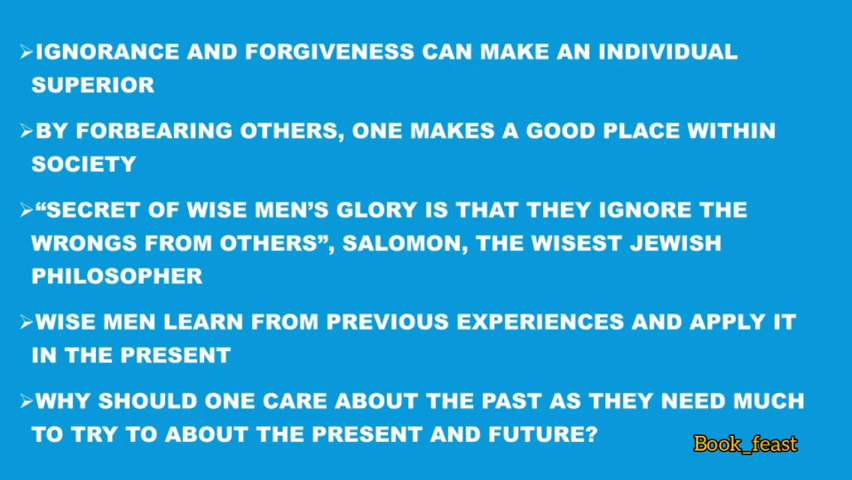 ➢IGNORANCE AND FORGIVENESS CAN MAKE AN INDIVIDUAL
SUPERIOR
➢BY FORBEARING OTHERS, ONE MAKES A GOOD PLACE WITHIN
SOCIETY
➢“SECRET OF WISE MEN’S GLORY IS THAT THEY IGNORE THE
WRONGS FROM OTHERS”, SALOMON, THE WISEST JEWISH
PHILOSOPHER
➢WISE MEN LEARN FROM PREVIOUS EXPERIENCES AND APPLY IT
IN THE PRESENT
➢WHY SHOULD ONE CARE ABOUT THE PAST AS THEY NEED MUCH
TO TRY TO ABOUT THE PRESENT AND FUTURE?
Book_feast